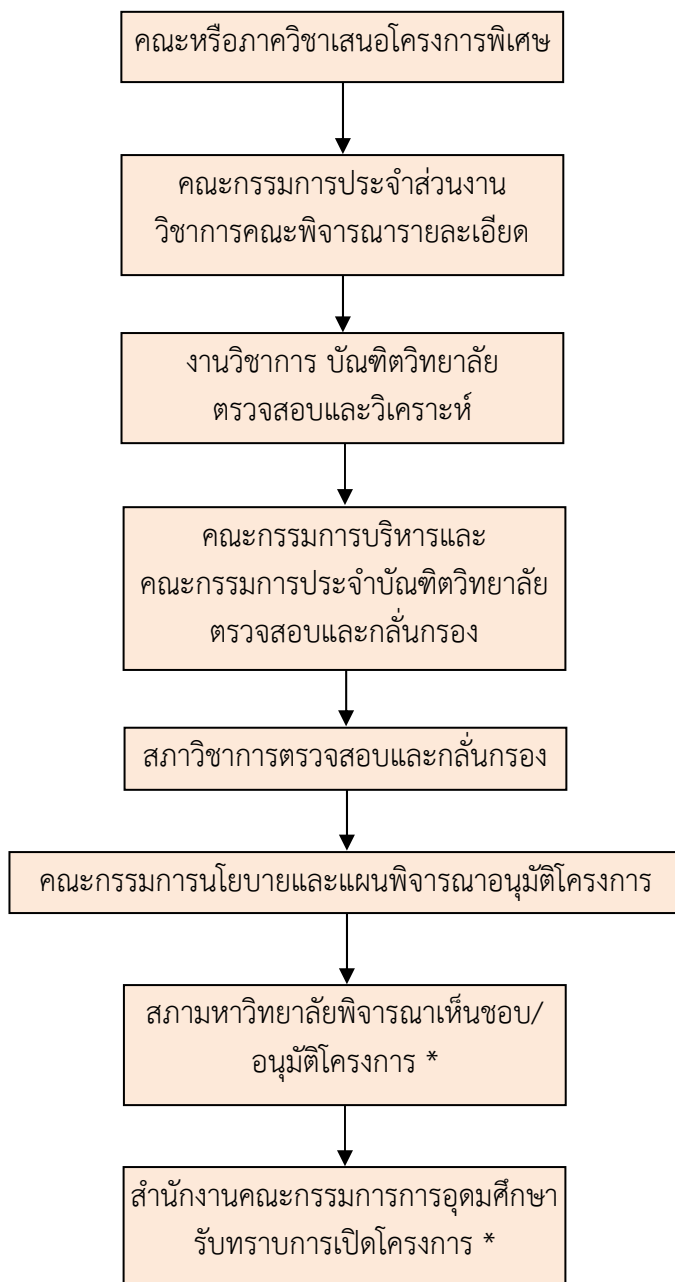 คณะหรือภาควิชาเสนอโครงการพิเศษ
คณะกรรมการประจำส่วนงาน
วิชาการคณะพิจารณารายละเอียด
งานวิชาการ บัณฑิตวิทยาลัย
ตรวจสอบและวิเคราะห์
คณะกรรมการบริหารและ
คณะกรรมการประจำบัณฑิตวิทยาลัย
ตรวจสอบและกลั่นกรอง
สภาวิชาการตรวจสอบและกลั่นกรอง
คณะกรรมการนโยบายและแผนพิจารณาอนุมัติโครงการ
สภามหาวิทยาลัยพิจารณาเห็นชอบ/
อนุมัติโครงการ *
สำนักงานคณะกรรมการการอุดมศึกษา
รับทราบการเปิดโครงการ *